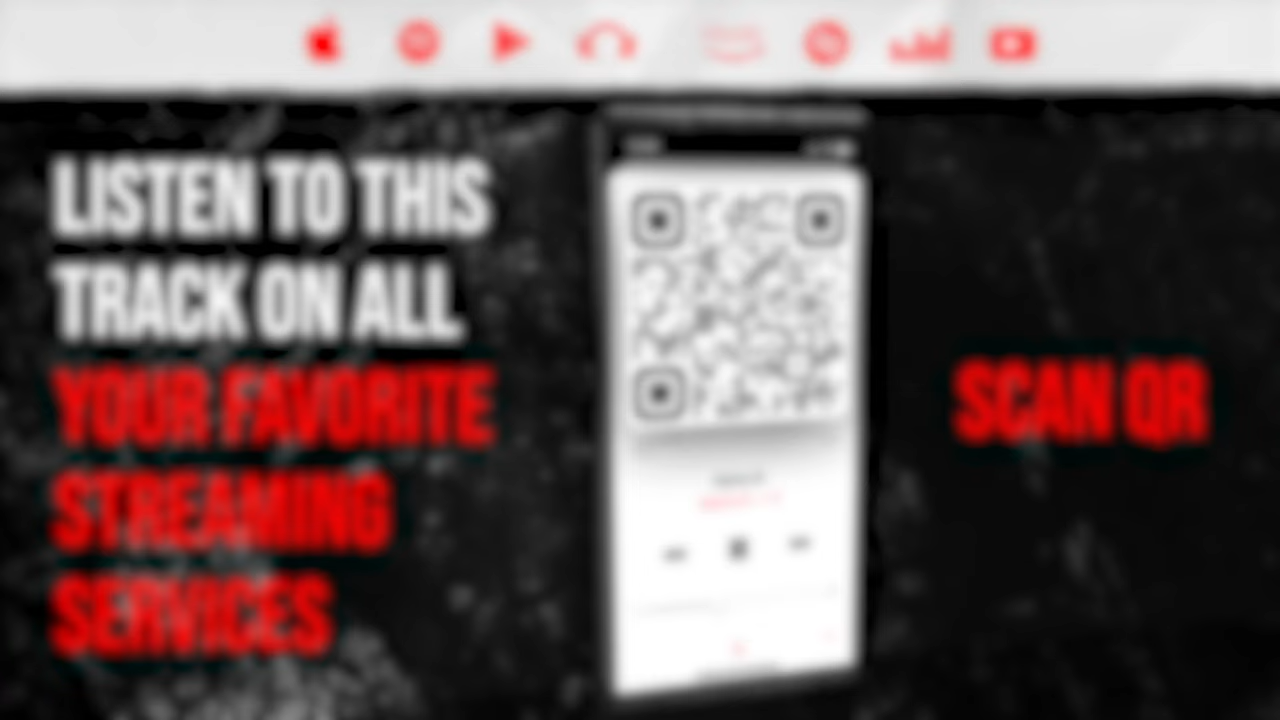 LISTEN TO THIS
TRACK ON ALL
YOUR FAVORITE
STREAMING
SERVICES
SCAN QR